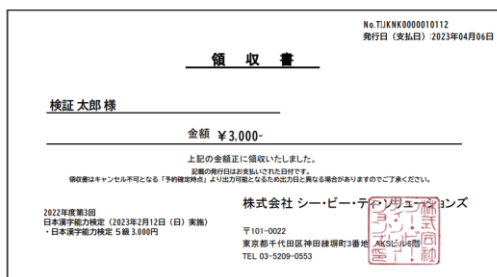 No.TIJKNK0000010112
発行日（支払日）:2023年04月06日
領 収 書
検証 太郎 様
金額 ￥3,000-
上記の金額正に領収いたしました。
記載の発行日はお支払いされた日付です。
領収書はキャンセル不可となる「予約確定時点」より出力可能となるため出力日と異なる場合がありますのでご了承ください。
2022年度第3回
日本漢字能力検定（2023年2月12日（日）実施）
・日本漢字能力検定 5級 3,000円
株式会社 シー・ビー・ティ・ソリューションズ
〒101-0022
東京都千代田区神田練塀町3番地 AKSビル6階
TEL 03-5209-0553